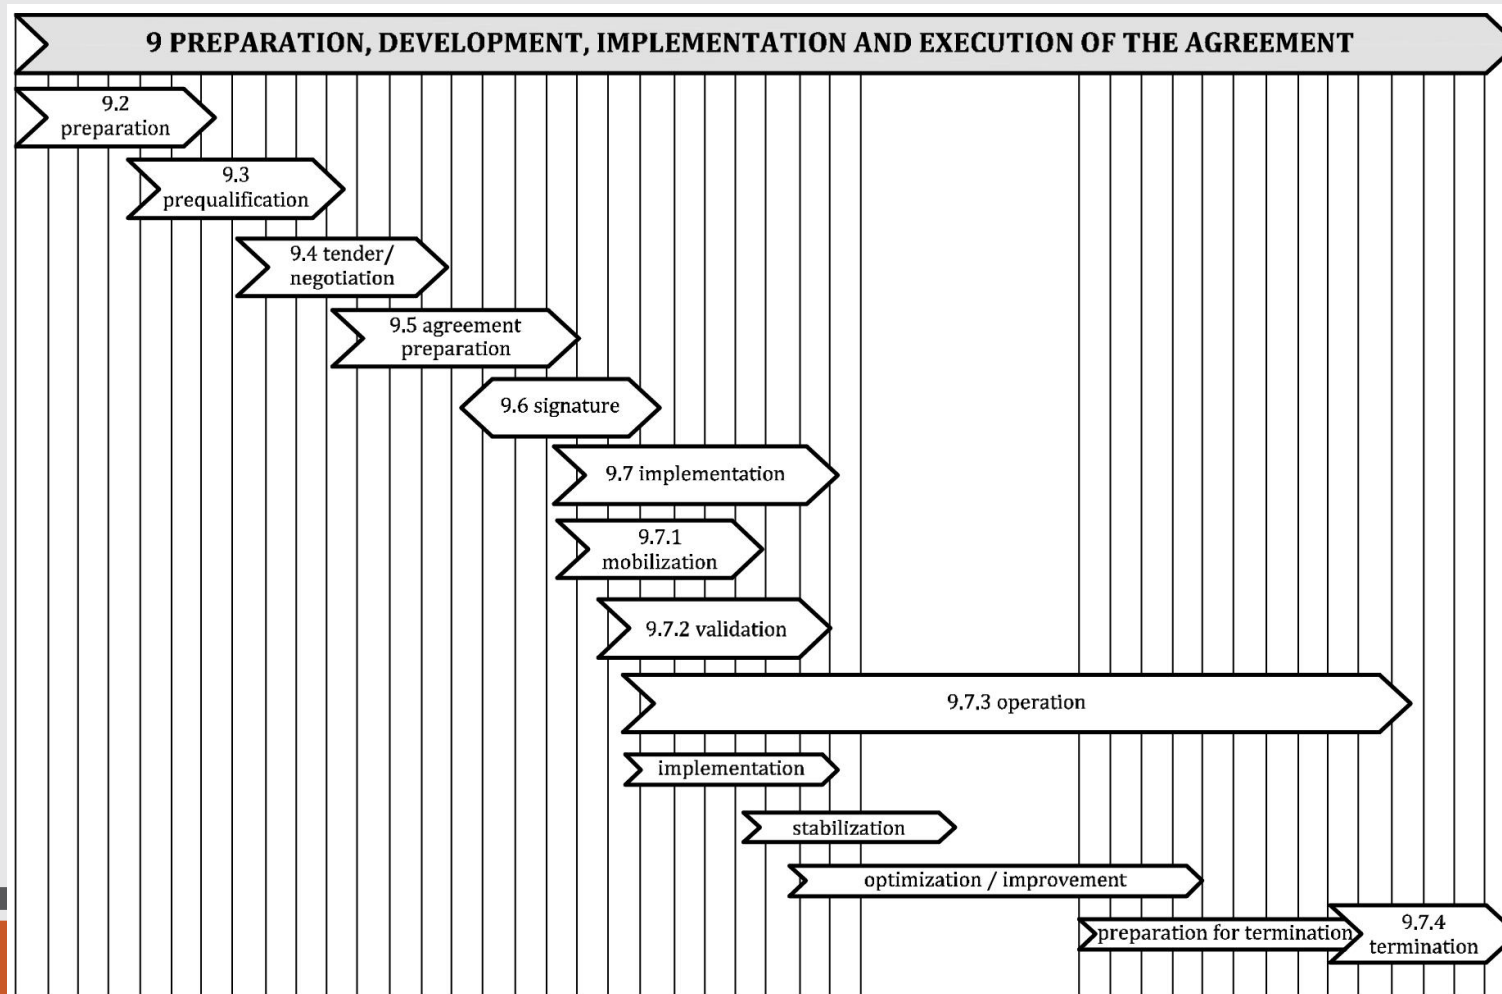 9 PREPARATION, DEVELOPMENT, IMPLEMENTATION AND EXECUTION OF THE AGREEMENT
9.2
preparation
9.3
prequalification
9.4 tender/
negotiation
9.5 agreement
preparation
9.6 signature
9.7 implementation
9.7.1
mobilization
9.7.2 validation
9.7.3 operation
implementation
stabilization
optimization / improvement
preparation for termination
9.7.4
termination